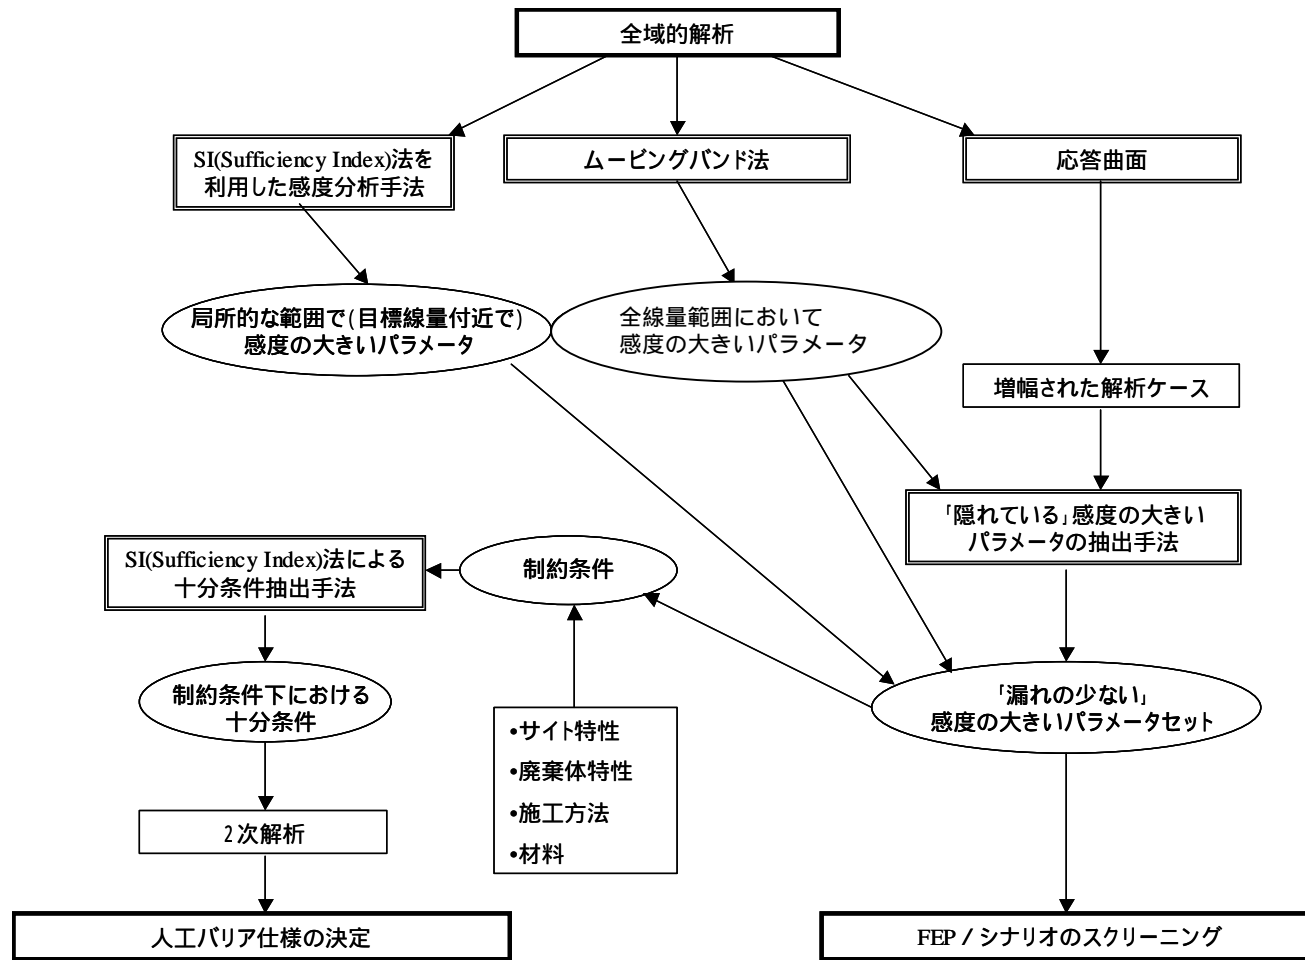 全域的解析
SI(Sufficiency Index)法を
利用した感度分析手法
ムービングバンド法
応答曲面
局所的な範囲で(目標線量付近で)
感度の大きいパラメータ
全線量範囲において
感度の大きいパラメータ
増幅された解析ケース
「隠れている」感度の大きい
パラメータの抽出手法
SI(Sufficiency Index)法による
十分条件抽出手法
制約条件
制約条件下における
十分条件
•サイト特性
•廃棄体特性
•施工方法
•材料
「漏れの少ない」
感度の大きいパラメータセット
2次解析
人工バリア仕様の決定
FEP / シナリオのスクリーニング